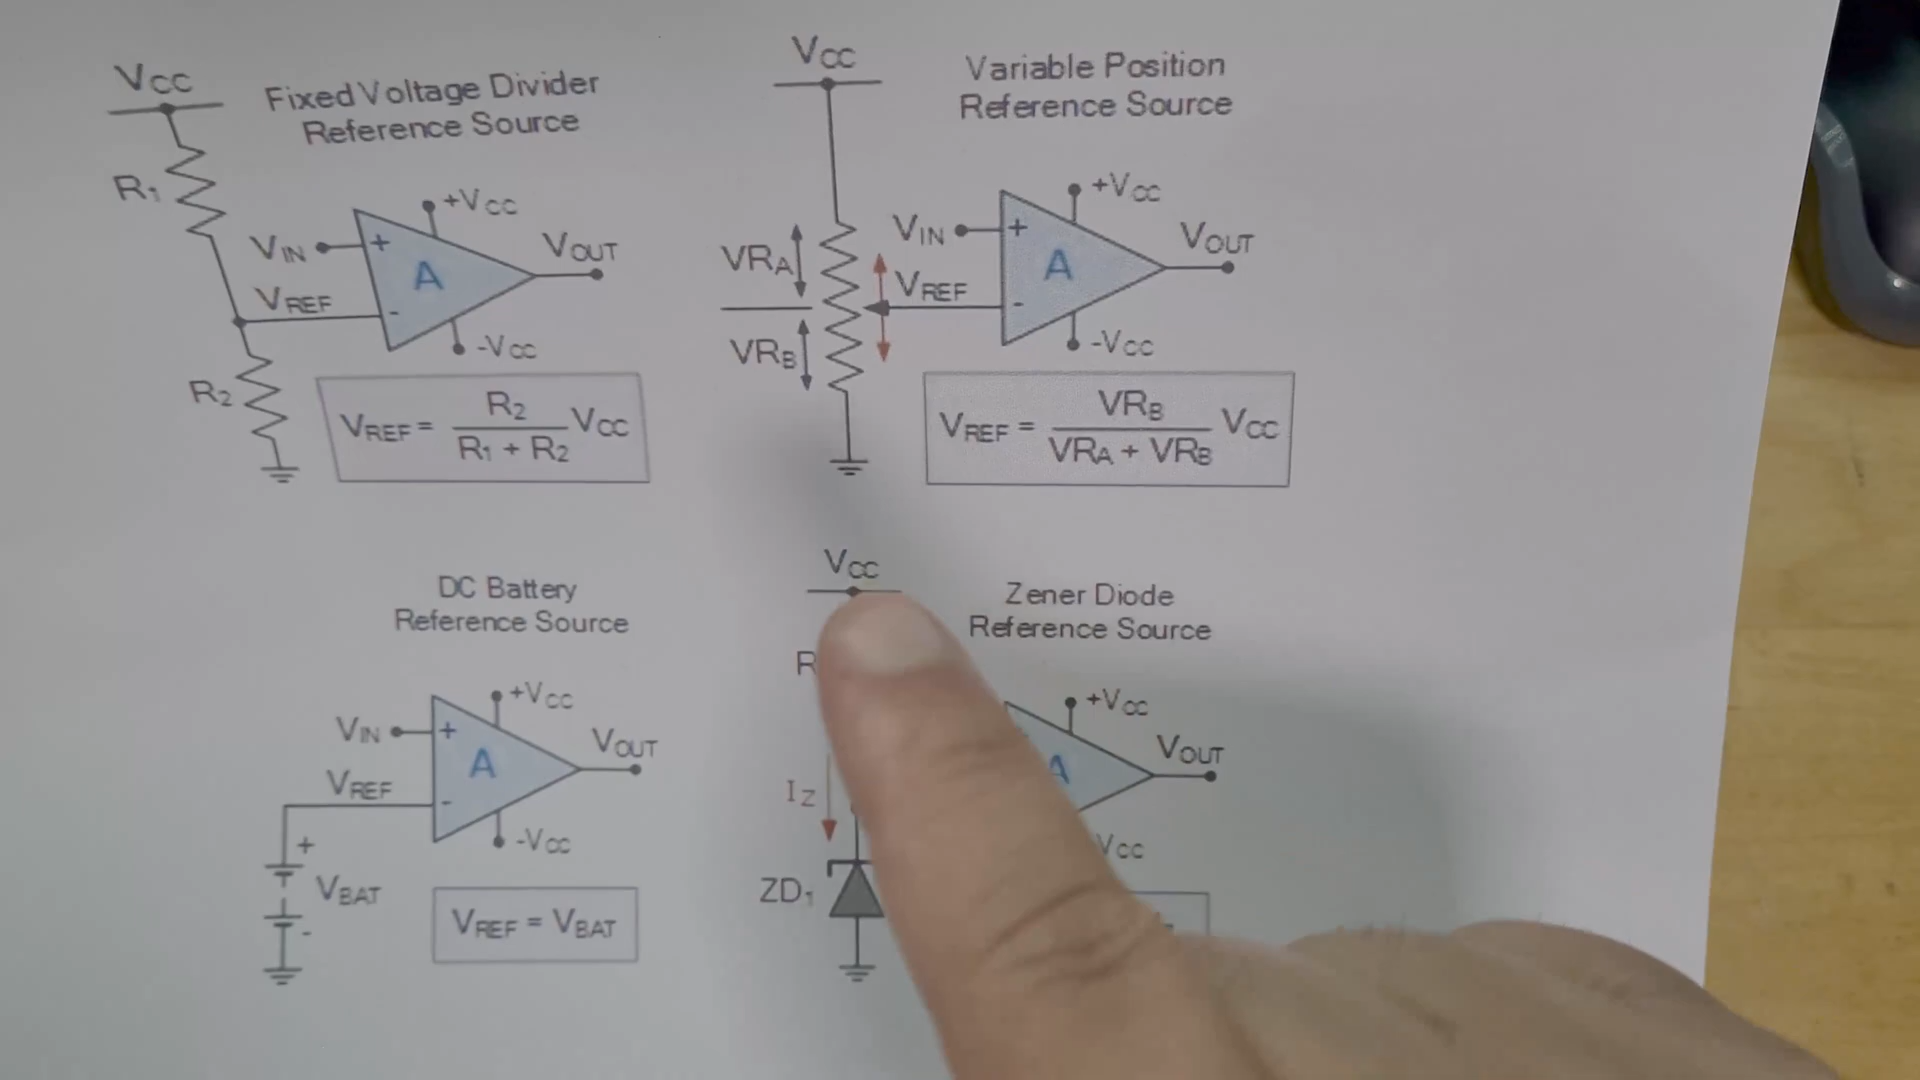 VCC
Fixed Voltage Divider
Reference Source
R1
+VCC
VIN
+
A
VOUT
VREF
-
-VCC
R2
VREF = R2 / R1 + R2 VCC
VCC
Variable Position
Reference Source
+VCC
VIN
+
VOUT
VRA
A
VREF
-
VRB
-VCC
VREF = VRB / VRA + VRB VCC
DC Battery
Reference Source
+VCC
VIN
+
VOUT
A
VREF
-
+
-VCC
VBAT
-
VREF = VBAT
VCC
Zener Diode
Reference Source
R
+VCC
VOUT
A
IZ
VCC
ZD1